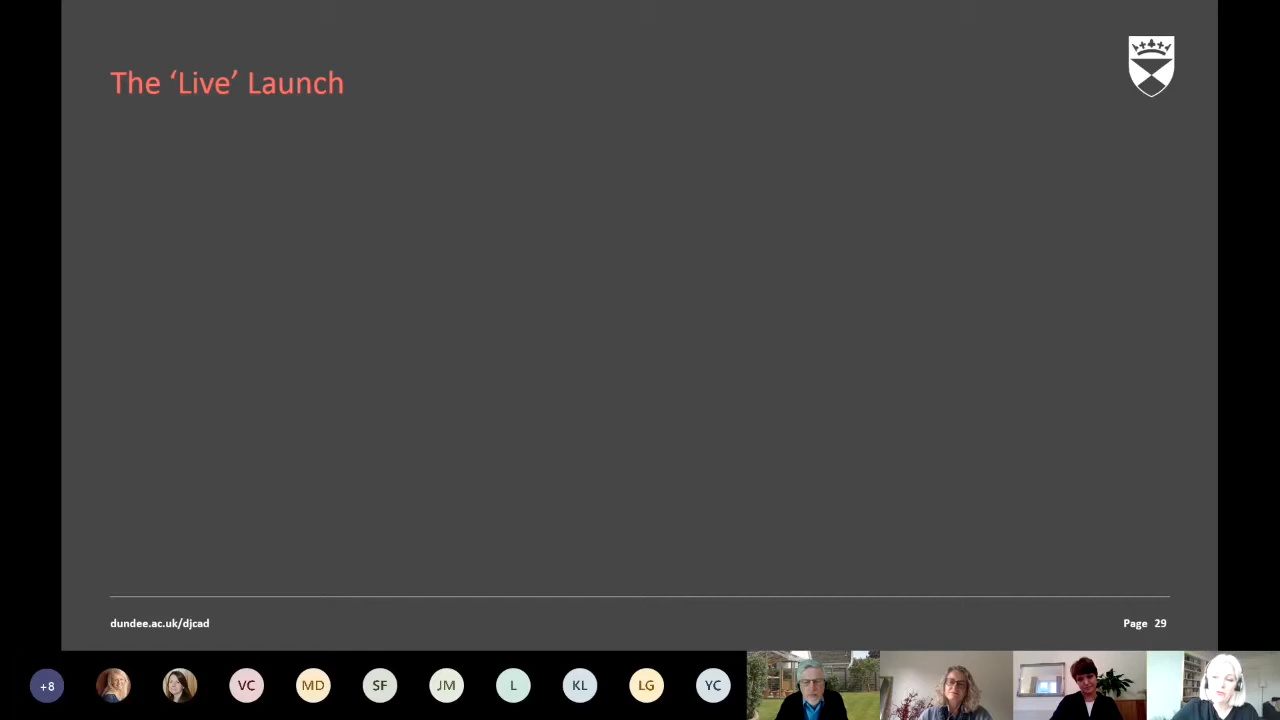 The ‘Live’ Launch
dundee.ac.uk/djcad
Page 29
+8
VC
MD
SF
JM
L
KL
LG
YC